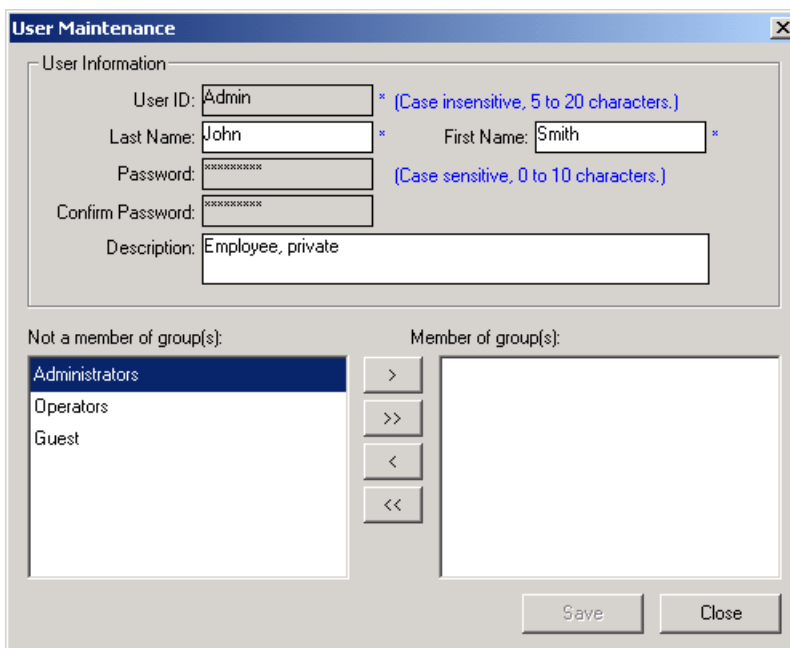 User Maintenance
User Information
User ID: Admin * (Case insensitive, 5 to 20 characters.)
Last Name: John * First Name: Smith *
Password: ********* (Case sensitive, 0 to 10 characters.)
Confirm Password: *********
Description: Employee, private
Not a member of group(s): Member of group(s):
Administrators >
Operators >>
Guest <
<<
Save Close